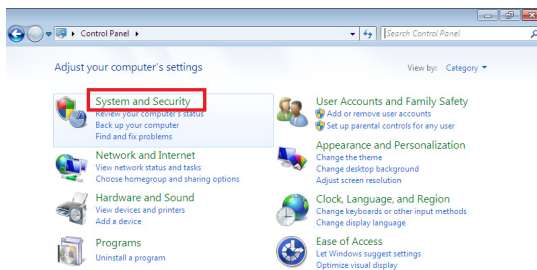 Control Panel
Search Control Panel
Adjust your computer's settings
View by: Category
System and Security
Review your computer's status
Back up your computer
Find and fix problems
Network and Internet
View network status and tasks
Choose homegroup and sharing options
Hardware and Sound
View devices and printers
Add a device
Programs
Uninstall a program
User Accounts and Family Safety
Add or remove user accounts
Set up parental controls for any user
Appearance and Personalization
Change the theme
Change desktop background
Adjust screen resolution
Clock, Language, and Region
Change keyboards or other input methods
Change display language
Ease of Access
Let Windows suggest settings
Optimize visual display